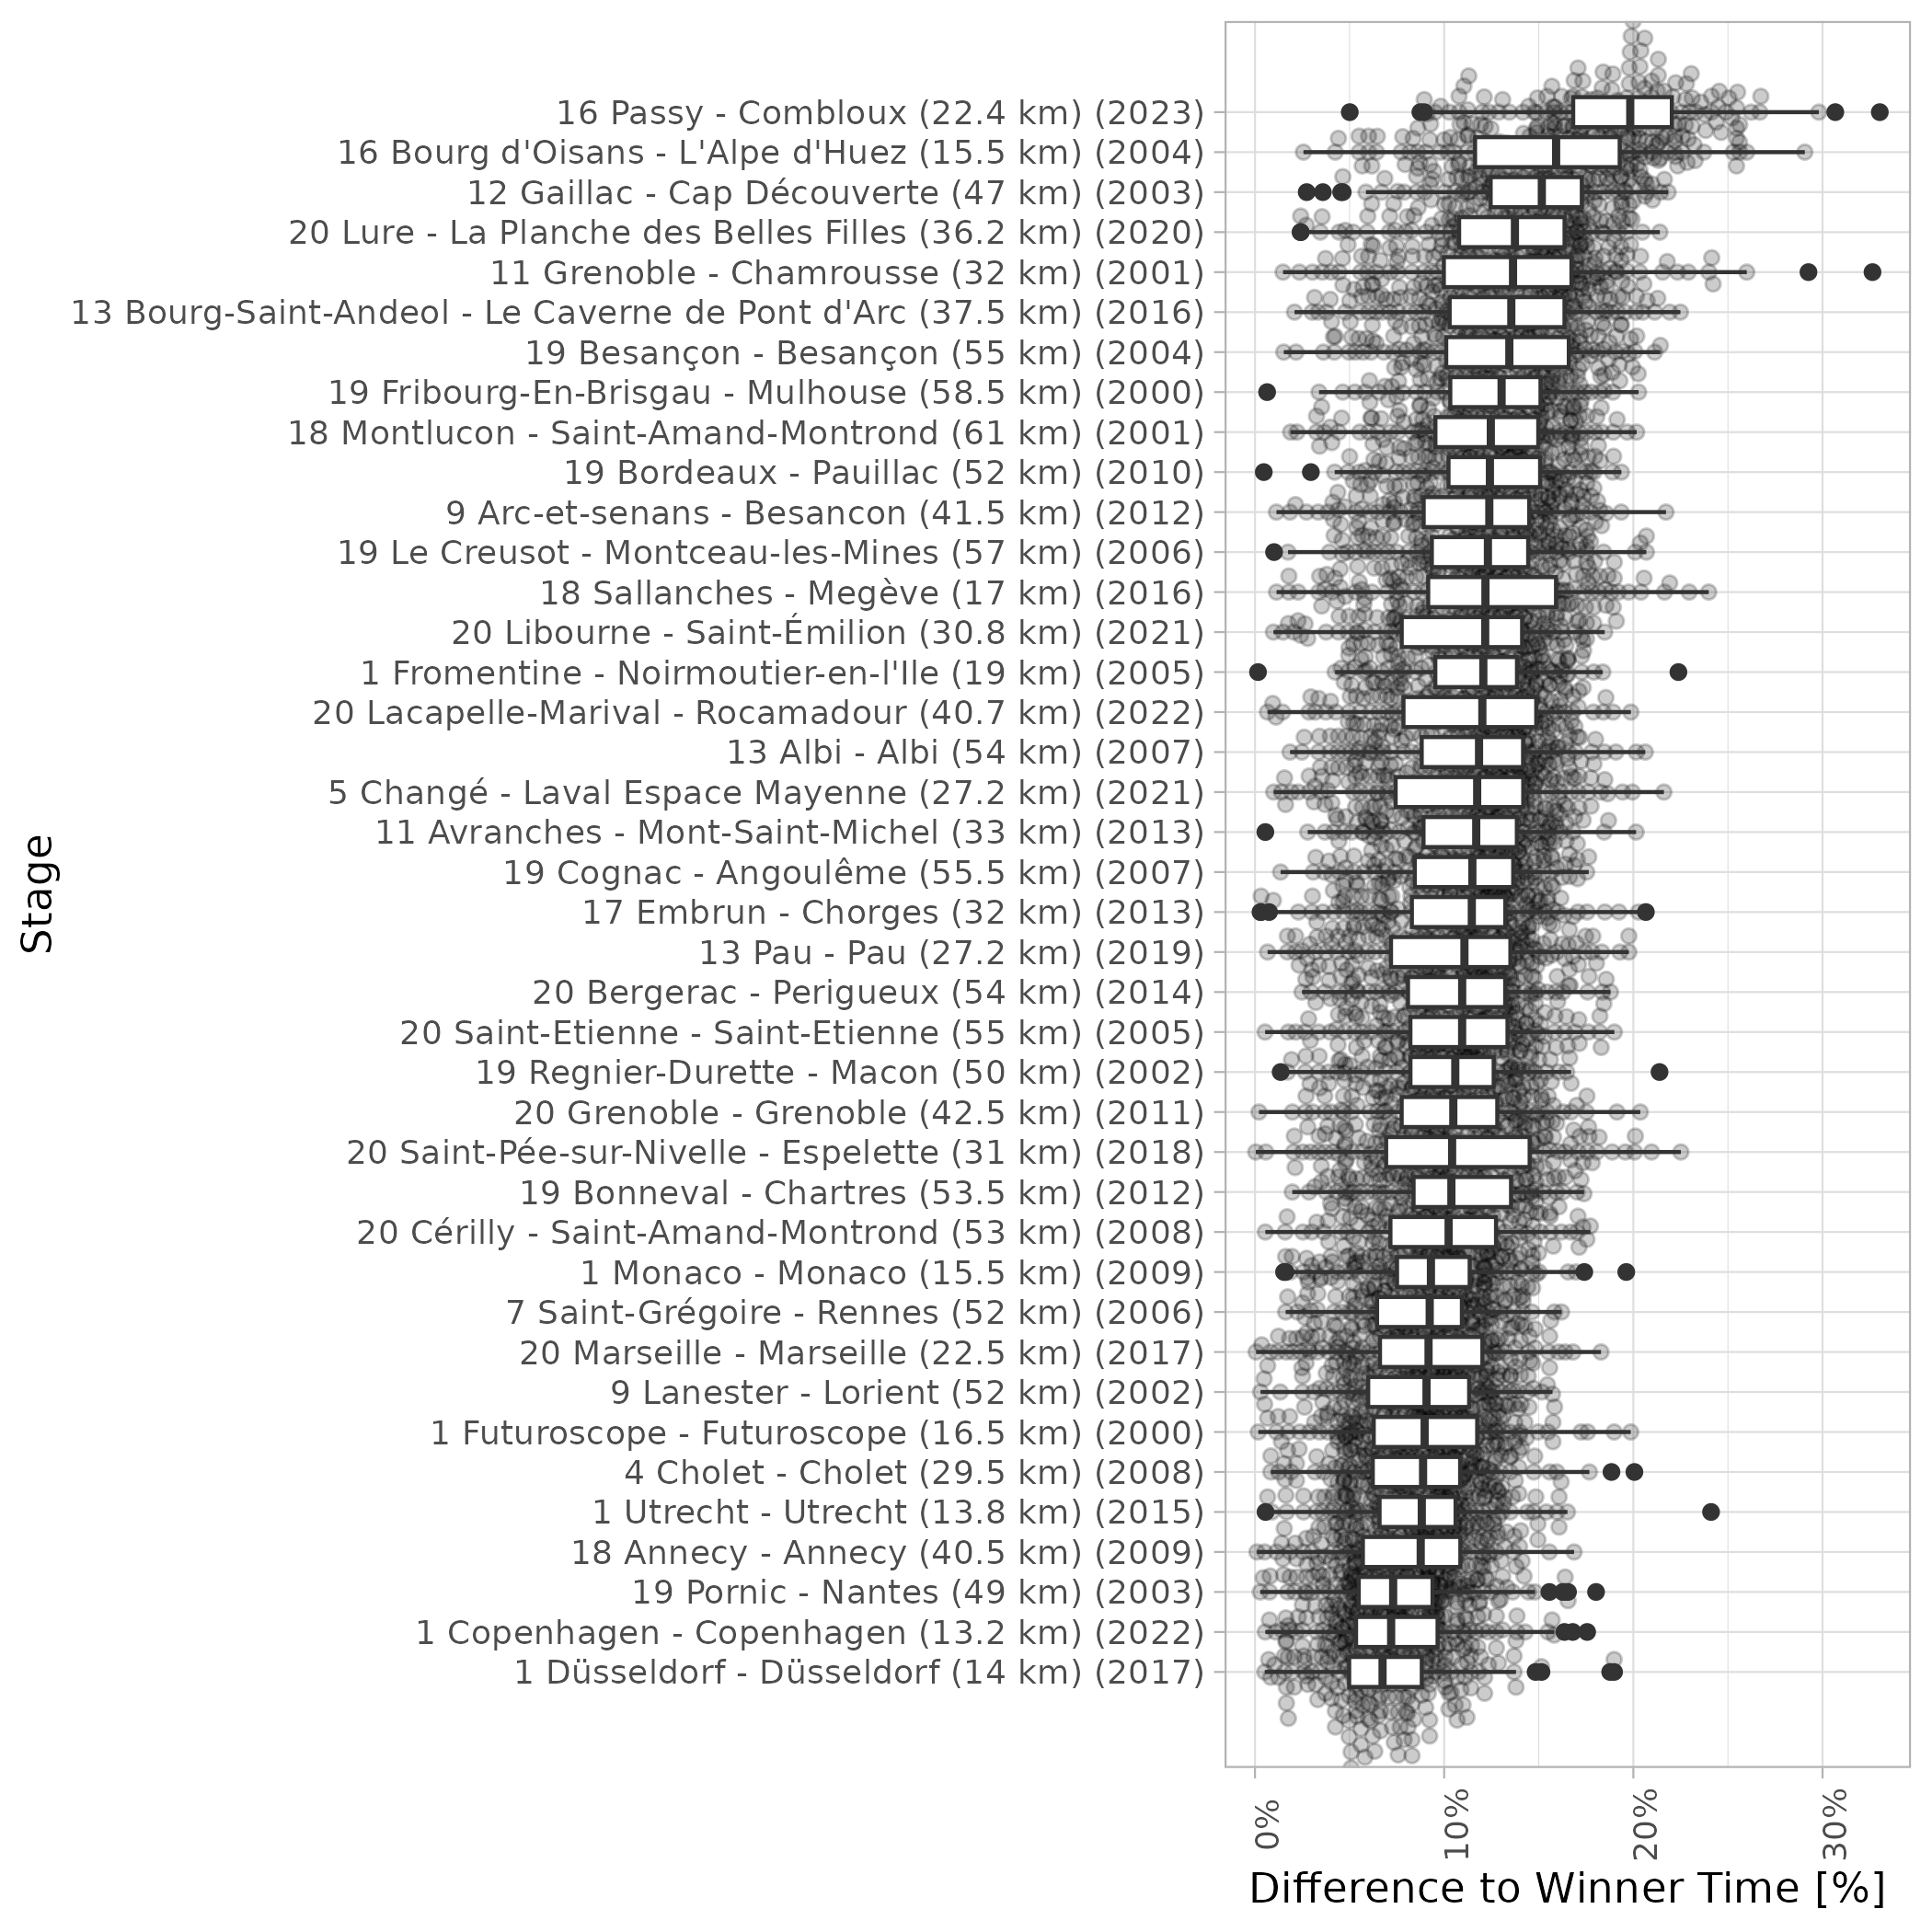 16 Passy - Combloux (22.4 km) (2023)
16 Bourg d'Oisans - L'Alpe d'Huez (15.5 km) (2004)
12 Gaillac - Cap Découverte (47 km) (2003)
20 Lure - La Planche des Belles Filles (36.2 km) (2020)
11 Grenoble - Chamrousse (32 km) (2001)
13 Bourg-Saint-Andeol - Le Caverne de Pont d'Arc (37.5 km) (2016)
19 Besançon - Besançon (55 km) (2004)
19 Fribourg-En-Brisgau - Mulhouse (58.5 km) (2000)
18 Montlucon - Saint-Amand-Montrond (61 km) (2001)
19 Bordeaux - Pauillac (52 km) (2010)
9 Arc-et-senans - Besancon (41.5 km) (2012)
19 Le Creusot - Montceau-les-Mines (57 km) (2006)
18 Sallanches - Megève (17 km) (2016)
20 Libourne - Saint-Émilion (30.8 km) (2021)
1 Fromentine - Noirmoutier-en-l'Ile (19 km) (2005)
20 Lacapelle-Marival - Rocamadour (40.7 km) (2022)
13 Albi - Albi (54 km) (2007)
5 Changé - Laval Espace Mayenne (27.2 km) (2021)
11 Avranches - Mont-Saint-Michel (33 km) (2013)
19 Cognac - Angoulême (55.5 km) (2007)
17 Embrun - Chorges (32 km) (2013)
13 Pau - Pau (27.2 km) (2019)
20 Bergerac - Perigueux (54 km) (2014)
20 Saint-Etienne - Saint-Etienne (55 km) (2005)
19 Regnier-Durette - Macon (50 km) (2002)
20 Grenoble - Grenoble (42.5 km) (2011)
20 Saint-Pée-sur-Nivelle - Espelette (31 km) (2018)
19 Bonneval - Chartres (53.5 km) (2012)
20 Cérilly - Saint-Amand-Montrond (53 km) (2008)
1 Monaco - Monaco (15.5 km) (2009)
7 Saint-Grégoire - Rennes (52 km) (2006)
20 Marseille - Marseille (22.5 km) (2017)
9 Lanester - Lorient (52 km) (2002)
1 Futuroscope - Futuroscope (16.5 km) (2000)
4 Cholet - Cholet (29.5 km) (2008)
1 Utrecht - Utrecht (13.8 km) (2015)
18 Annecy - Annecy (40.5 km) (2009)
19 Pornic - Nantes (49 km) (2003)
1 Copenhagen - Copenhagen (13.2 km) (2022)
1 Düsseldorf - Düsseldorf (14 km) (2017)
Stage
0%
10%
20%
30%
Difference to Winner Time [%]